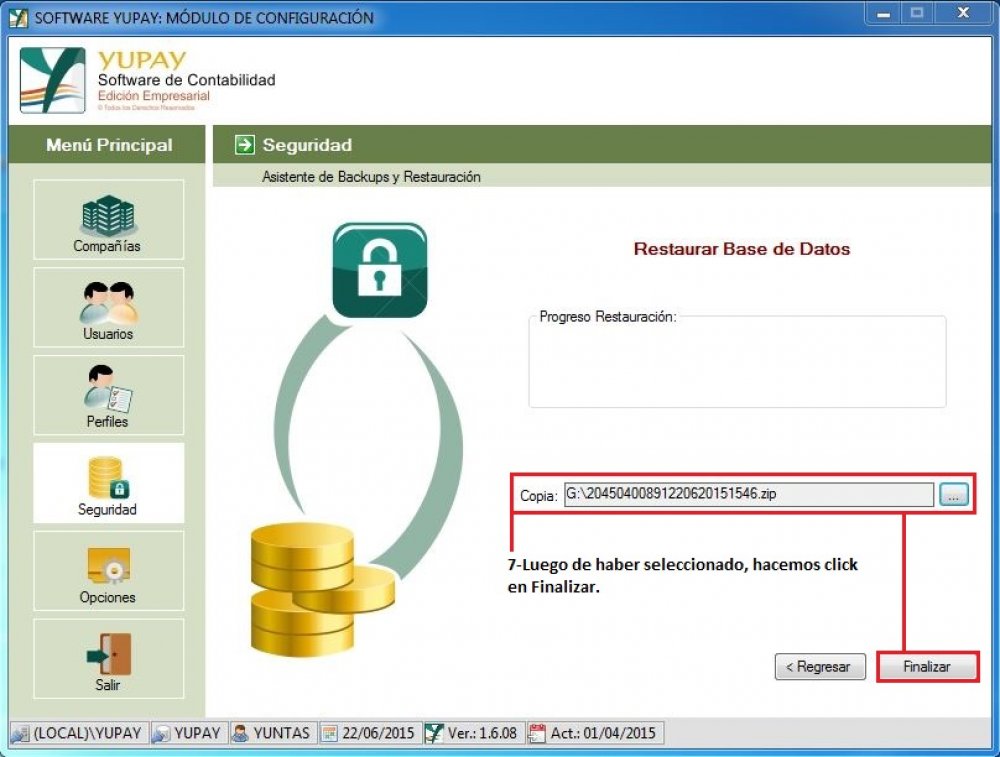 SOFTWARE YUPAY: MÓDULO DE CONFIGURACIÓN
YUPAY
Software de Contabilidad
Edición Empresarial
© Todos los Derechos Reservados
Menú Principal
Seguridad
Asistente de Backups y Restauración
Compañías
Usuarios
Perfiles
Seguridad
Opciones
Salir
Restaurar Base de Datos
Progreso Restauración:
Copia: G:\20450400891220620151546.zip ...
7-Luego de haber seleccionado, hacemos click
en Finalizar.
< Regresar
Finalizar
(LOCAL)\YUPAY YUPAY YUNTAS 22/06/2015 Ver.: 1.6.08 Act.: 01/04/2015